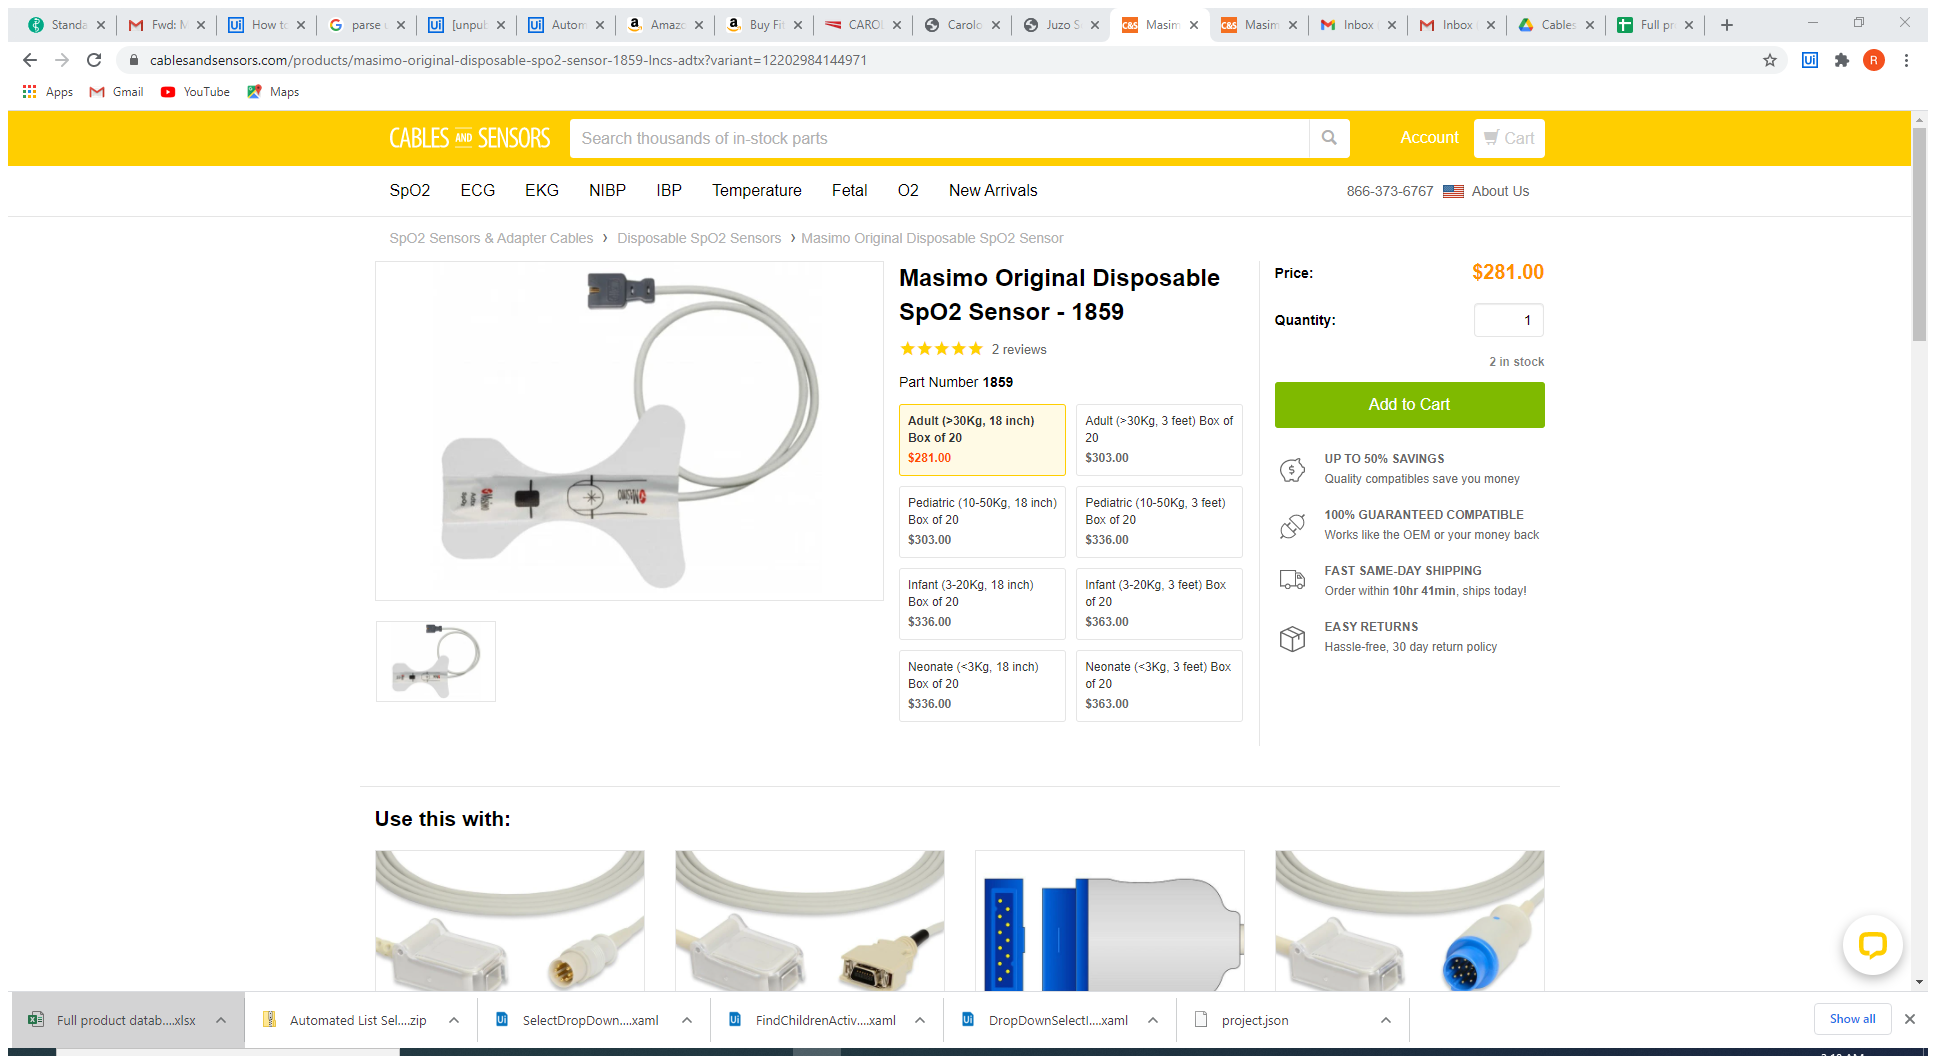 Standa
Fwd: M
How to
parse u
[unpub
Autom
Amazo
Buy Fit
CAROL
Carolo
Juzo S
Masim
Masim
Inbox
Inbox
Cables
Full pr
cablesandsensors.com/products/masimo-original-disposable-spo2-sensor-1859-lncs-adtx?variant=12202984144971
R
Apps
Gmail
YouTube
Maps
CABLES AND SENSORS
Search thousands of in-stock parts
Account
Cart
SpO2 ECG EKG NIBP IBP Temperature Fetal O2 New Arrivals
866-373-6767
About Us
SpO2 Sensors & Adapter Cables › Disposable SpO2 Sensors › Masimo Original Disposable SpO2 Sensor
Masimo Original Disposable
SpO2 Sensor - 1859
2 reviews
Part Number 1859
Adult (>30Kg, 18 inch)
Box of 20
$281.00
Adult (>30Kg, 3 feet) Box of
20
$303.00
Pediatric (10-50Kg, 18 inch)
Box of 20
$303.00
Pediatric (10-50Kg, 3 feet)
Box of 20
$336.00
Infant (3-20Kg, 18 inch)
Box of 20
$336.00
Infant (3-20Kg, 3 feet) Box
of 20
$363.00
Neonate (<3Kg, 18 inch)
Box of 20
$336.00
Neonate (<3Kg, 3 feet) Box
of 20
$363.00
Price:
$281.00
Quantity:
1
2 in stock
Add to Cart
UP TO 50% SAVINGS
Quality compatibles save you money
100% GUARANTEED COMPATIBLE
Works like the OEM or your money back
FAST SAME-DAY SHIPPING
Order within 10hr 41min, ships today!
EASY RETURNS
Hassle-free, 30 day return policy
Use this with:
Full product datab....xlsx
Automated List Sel....zip
SelectDropDown....xaml
FindChildrenActiv....xaml
DropDownSelectI....xaml
project.json
Show all